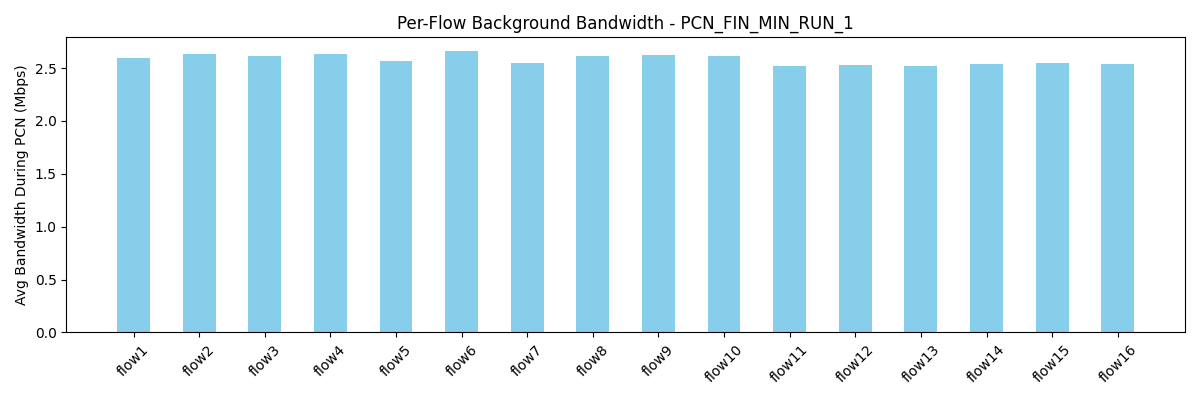 Per-Flow Background Bandwidth - PCN_FIN_MIN_RUN_1
Avg Bandwidth During PCN (Mbps)
2.5
2.0
1.5
1.0
0.5
0.0
flow1
flow2
flow3
flow4
flow5
flow6
flow7
flow8
flow9
flow10
flow11
flow12
flow13
flow14
flow15
flow16